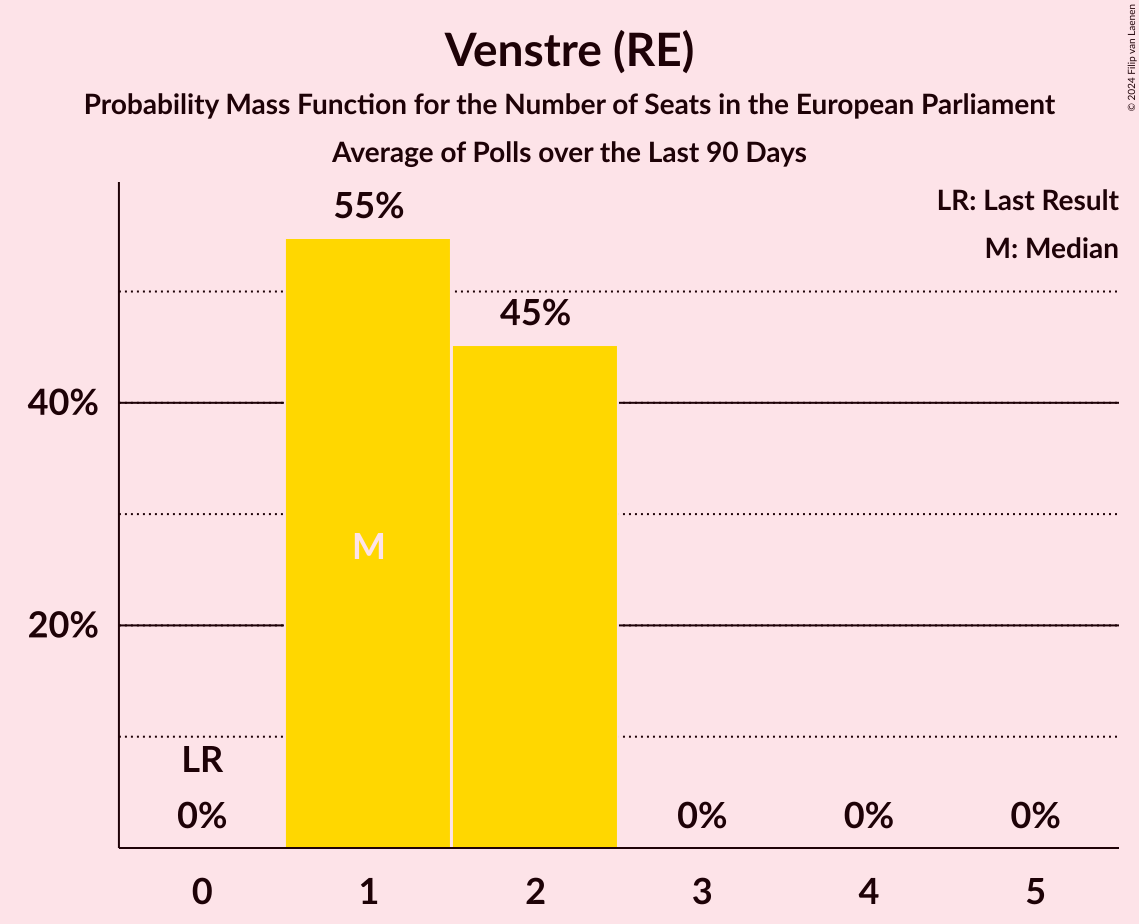 Venstre (RE)
Probability Mass Function for the Number of Seats in the European Parliament
Average of Polls over the Last 90 Days
© 2024 Filip van Laenen
LR: Last Result
M: Median
55%
45%
40%
M
20%
LR
0%
0%
0%
0%
0 1 2 3 4 5